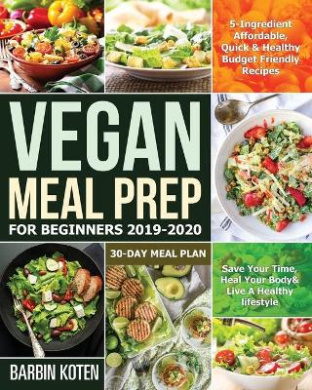 5-Ingredient
Affordable,
Quick & Healthy
Budget Friendly
Recipes
VEGAN
MEAL PREP
FOR BEGINNERS 2019-2020
30-DAY MEAL PLAN
Save Your Time,
Heal Your Body&
Live A Healthy
lifestyle
BARBIN KOTEN